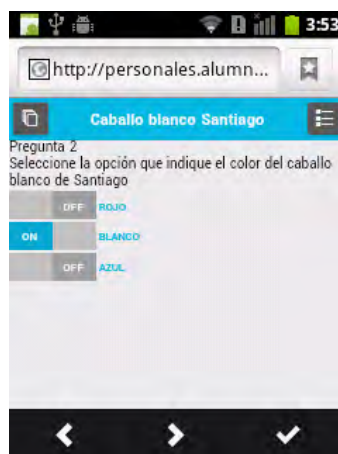 3:53
http://personales.alumn...
Caballo blanco Santiago
Pregunta 2
Seleccione la opción que indique el color del caballo
blanco de Santiago
OFF ROJO
ON BLANCO
OFF AZUL